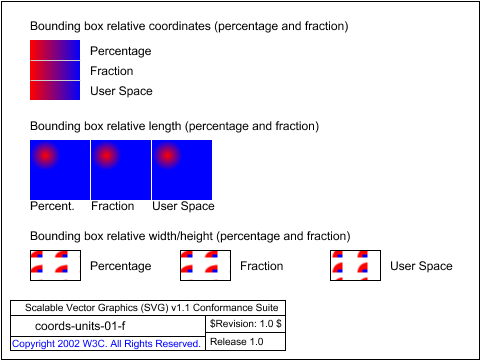 Bounding box relative coordinates (percentage and fraction)
Percentage
Fraction
User Space
Bounding box relative length (percentage and fraction)
Percent. Fraction User Space
Bounding box relative width/height (percentage and fraction)
Percentage Fraction User Space
Scalable Vector Graphics (SVG) v1.1 Conformance Suite
coords-units-01-f
$Revision: 1.0 $
Copyright 2002 W3C. All Rights Reserved.
Release 1.0